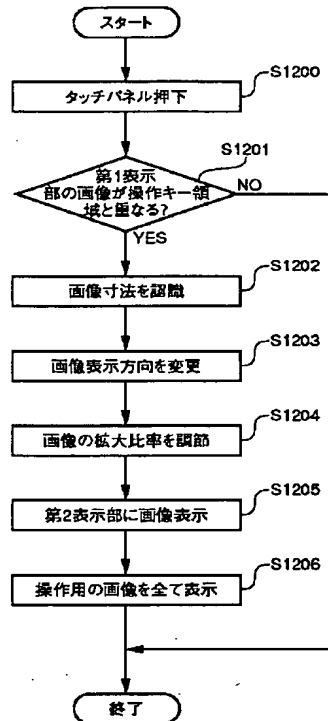 スタート
S1200
タッチパネル押下
S1201
第1表示
部の画像が操作キー領
域と重なる?
NO
YES
S1202
画像寸法を認識
S1203
画像表示方向を変更
S1204
画像の拡大比率を調節
S1205
第2表示部に画像表示
S1206
操作用の画像を全て表示
終了